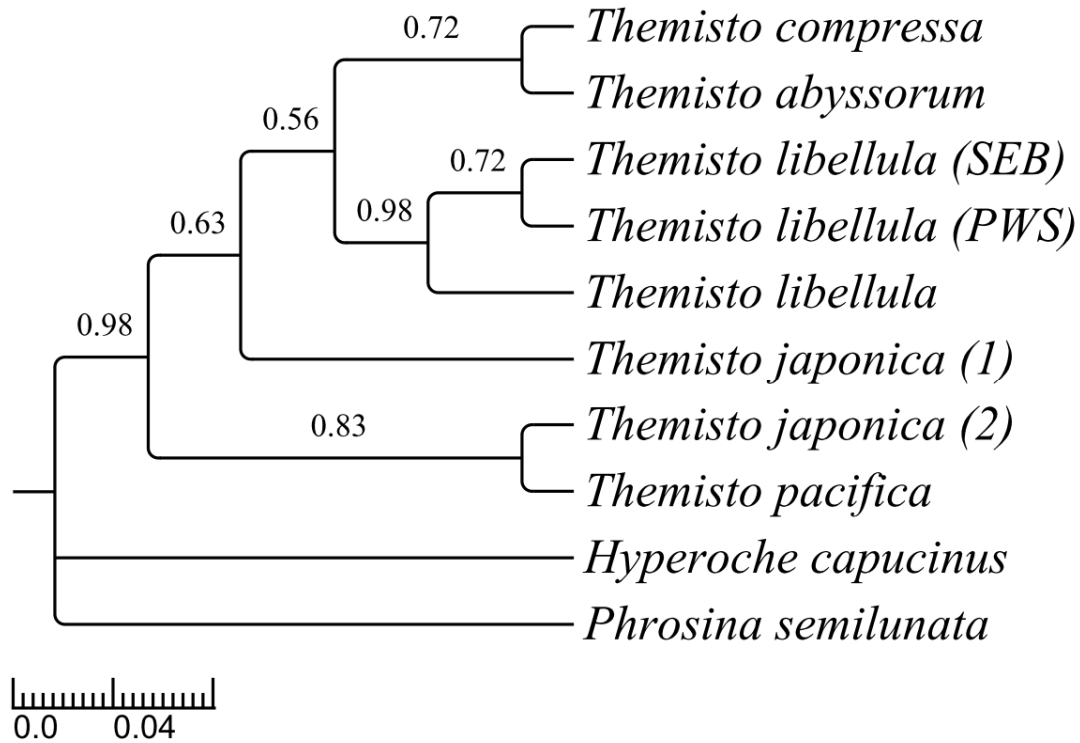 0.72
Themisto compressa
Themisto abyssorum
0.56
0.72
Themisto libellula (SEB)
0.98
Themisto libellula (PWS)
0.63
Themisto libellula
0.98
Themisto japonica (1)
0.83
Themisto japonica (2)
Themisto pacifica
Hyperoche capucinus
Phrosina semilunata
0.0 0.04